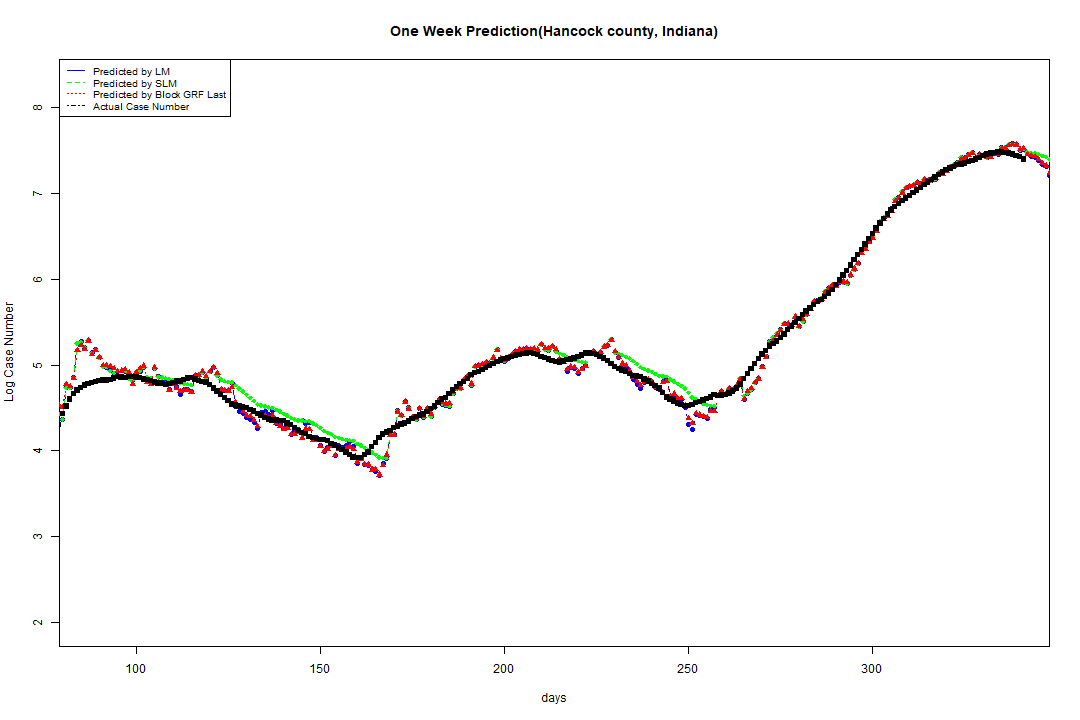 One Week Prediction(Hancock county, Indiana)
Predicted by LM
Predicted by SLM
Predicted by Block GRF Last
Actual Case Number
8
7
6
5
4
3
2
Log Case Number
100 150 200 250 300
days